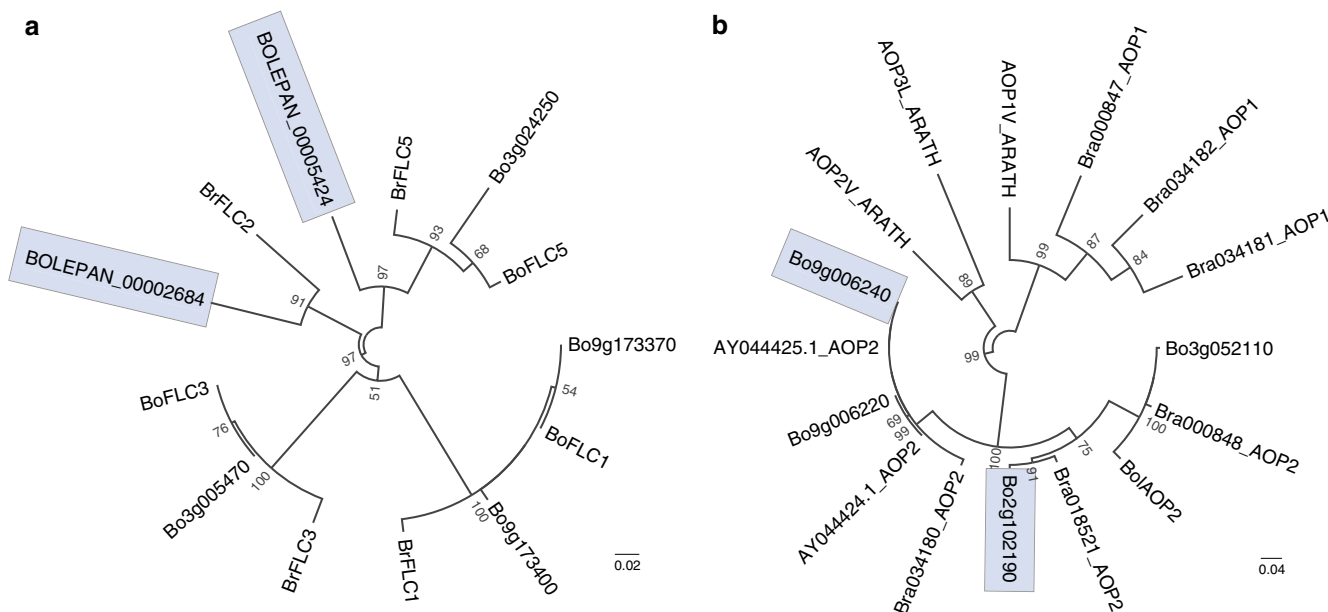 a
BOLEPAN_00005424
Bo3g024250
BrFLC5
BrFLC2
93
68
BoFLC5
97
BOLEPAN_00002684
91
97
51
Bo9g173370
54
BoFLC3
76
BoFLC1
Bo3g005470
100
100
Bo9g173400
BrFLC3
BrFLC1
0.02
b
AOP3L_ARATH
AOP1V_ARATH
Bra000847_AOP1
Bra034182_AOP1
AOP2V_ARATH
99
87
84
Bra034181_AOP1
89
Bo9g006240
AY044425.1_AOP2
99
Bo3g052110
Bo9g006220
69
99
100
Bra000848_AOP2
75
AY044424.1_AOP2
100
91
BolAOP2
Bra034180_AOP2
Bo2g102190
Bra018521_AOP2
0.04